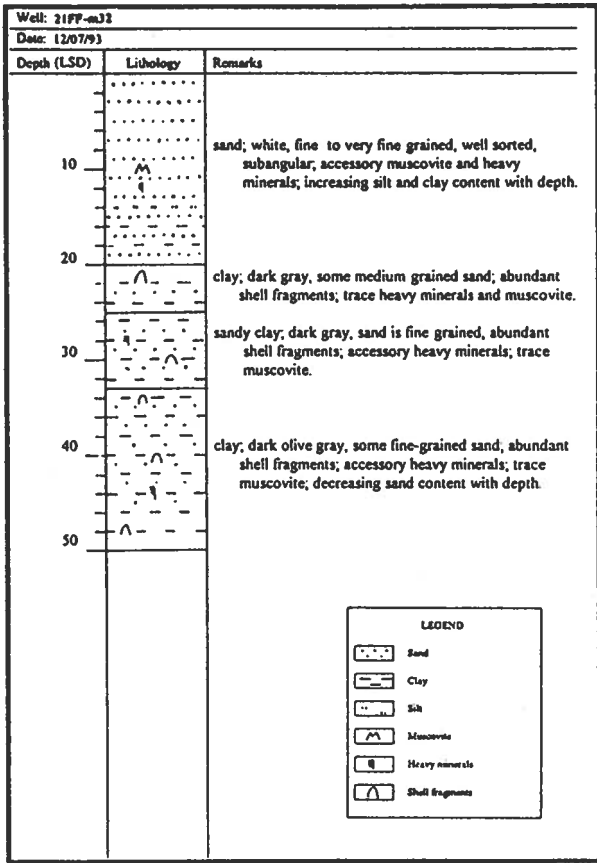 Well: 21FF-m32
Date: 12/07/93
Depth (LSD) Lithology Remarks
sand; white, fine to very fine grained, well sorted,
10 subangular; accessory muscovite and heavy
minerals; increasing silt and clay content with depth.
20
clay; dark gray, some medium grained sand; abundant
shell fragments; trace heavy minerals and muscovite.
sandy clay; dark gray, sand is fine grained, abundant
30 shell fragments; accessory heavy minerals; trace
muscovite.
40 clay; dark olive gray, some fine-grained sand, abundant
shell fragments; accessory heavy minerals; trace
muscovite; decreasing sand content with depth.
50
LEGEND
Sand
Clay
Silt
Muscovite
Heavy minerals
Shell fragments